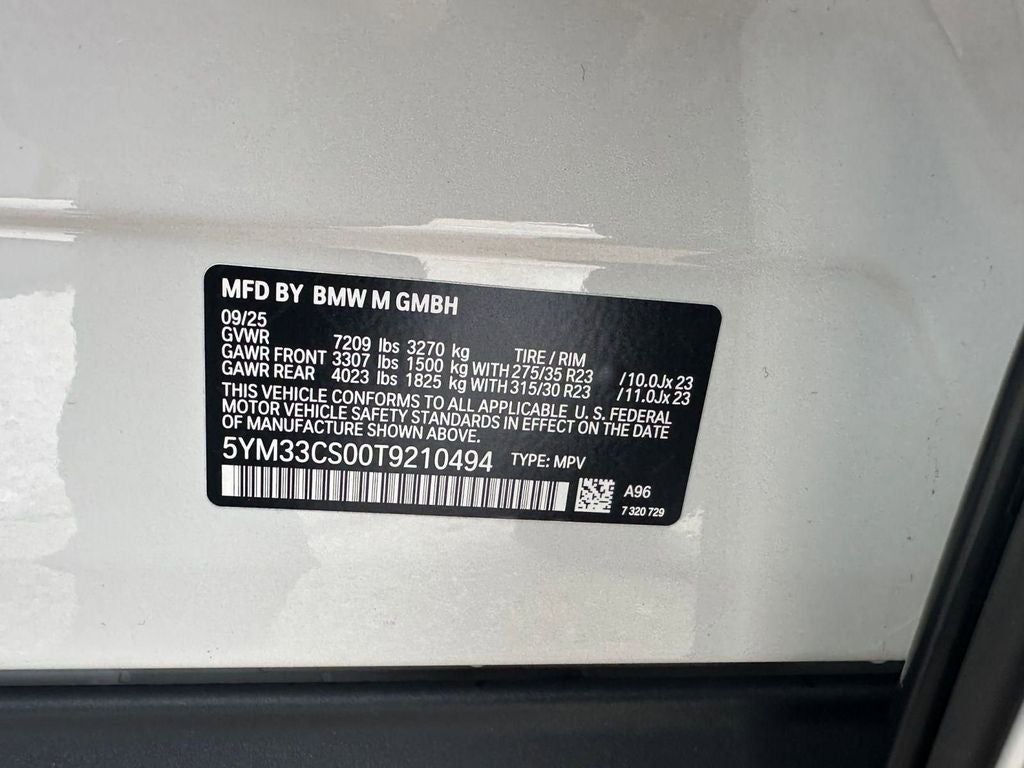 MFD BY BMW M GMBH
09/25
GVWR 7209 lbs 3270 kg TIRE / RIM
GAWR FRONT 3307 lbs 1500 kg WITH 275/35 R23 /10.0Jx23
GAWR REAR 4023 lbs 1825 kg WITH 315/30 R23 /11.0Jx23
THIS VEHICLE CONFORMS TO ALL APPLICABLE U. S. FEDERAL
MOTOR VEHICLE SAFETY STANDARDS IN EFFECT ON THE DATE
OF MANUFACTURE SHOWN ABOVE.
5YM33CS00T9210494 TYPE: MPV
A96
7 320 729